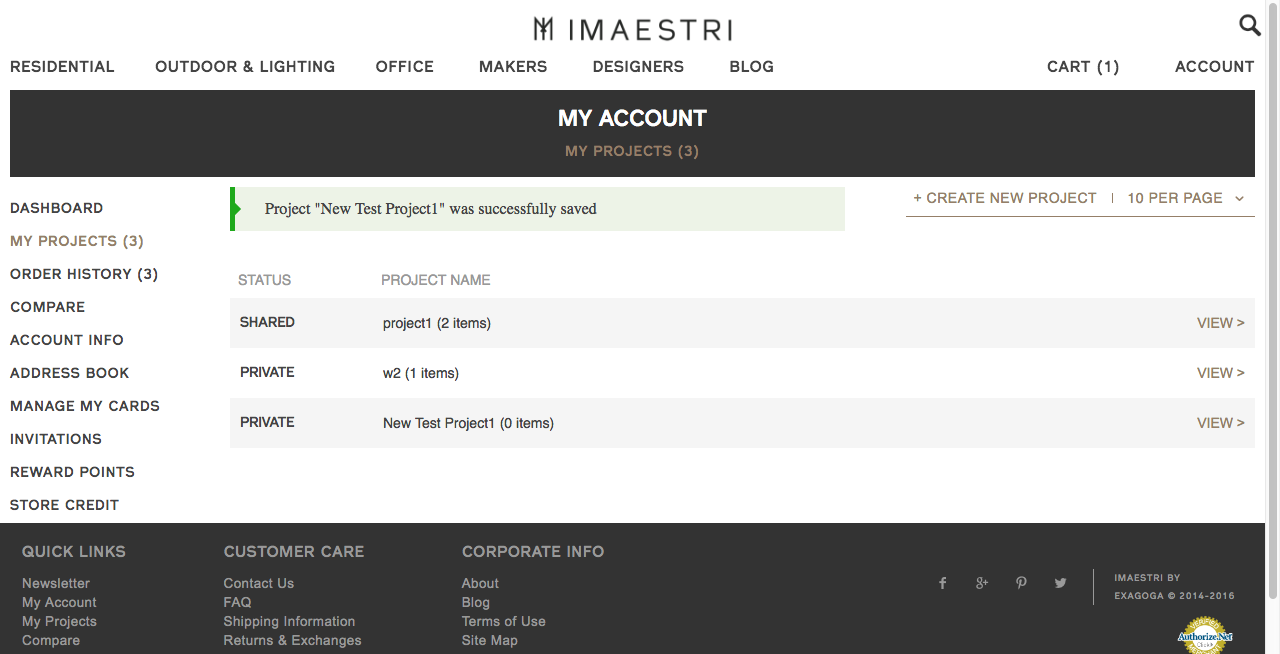 IMAESTRI
RESIDENTIAL OUTDOOR & LIGHTING OFFICE MAKERS DESIGNERS BLOG CART (1) ACCOUNT
MY ACCOUNT
MY PROJECTS (3)
DASHBOARD
MY PROJECTS (3)
ORDER HISTORY (3)
COMPARE
ACCOUNT INFO
ADDRESS BOOK
MANAGE MY CARDS
INVITATIONS
REWARD POINTS
STORE CREDIT
Project "New Test Project1" was successfully saved
+ CREATE NEW PROJECT | 10 PER PAGE
STATUS PROJECT NAME
SHARED project1 (2 items) VIEW >
PRIVATE w2 (1 items) VIEW >
PRIVATE New Test Project1 (0 items) VIEW >
QUICK LINKS
Newsletter
My Account
My Projects
Compare
CUSTOMER CARE
Contact Us
FAQ
Shipping Information
Returns & Exchanges
CORPORATE INFO
About
Blog
Terms of Use
Site Map
IMAESTRI BY
EXAGOGA © 2014-2016
VERIFIED
Authorize.Net
Click